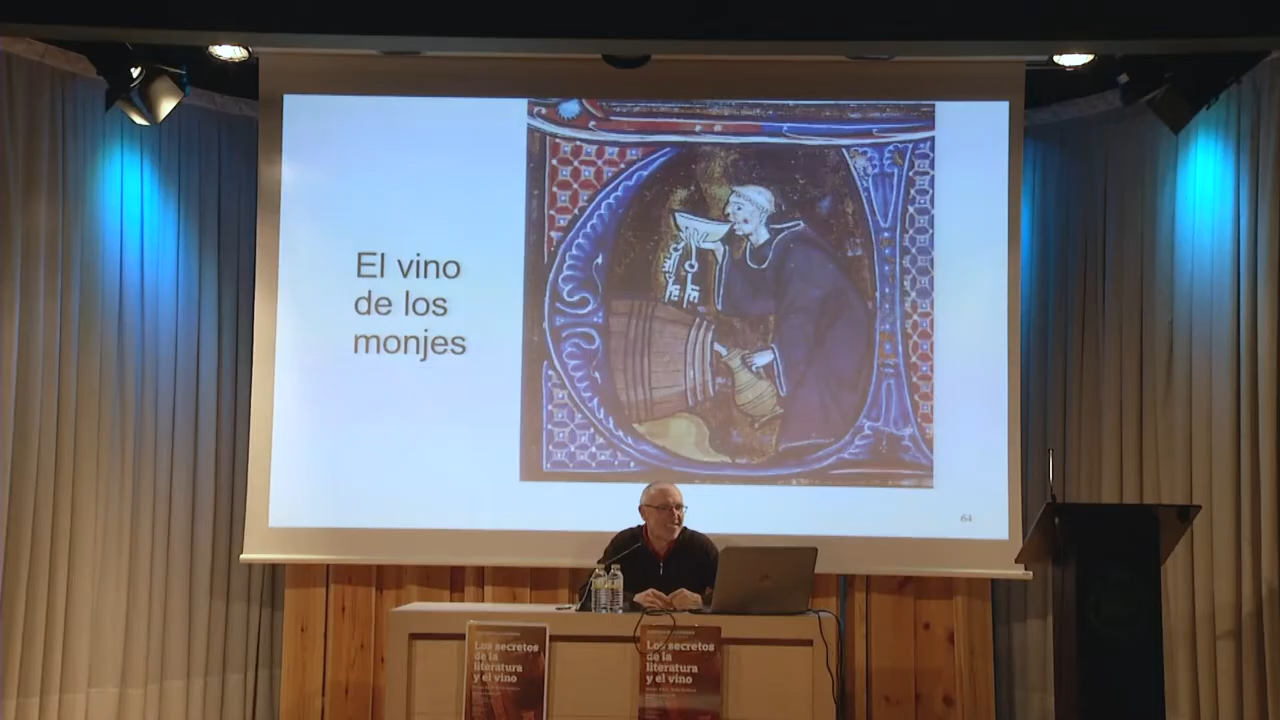 El vino
de los
monjes
64
Los secretos
de la
literatura
y el vino
Los secretos
de la
literatura
y el vino